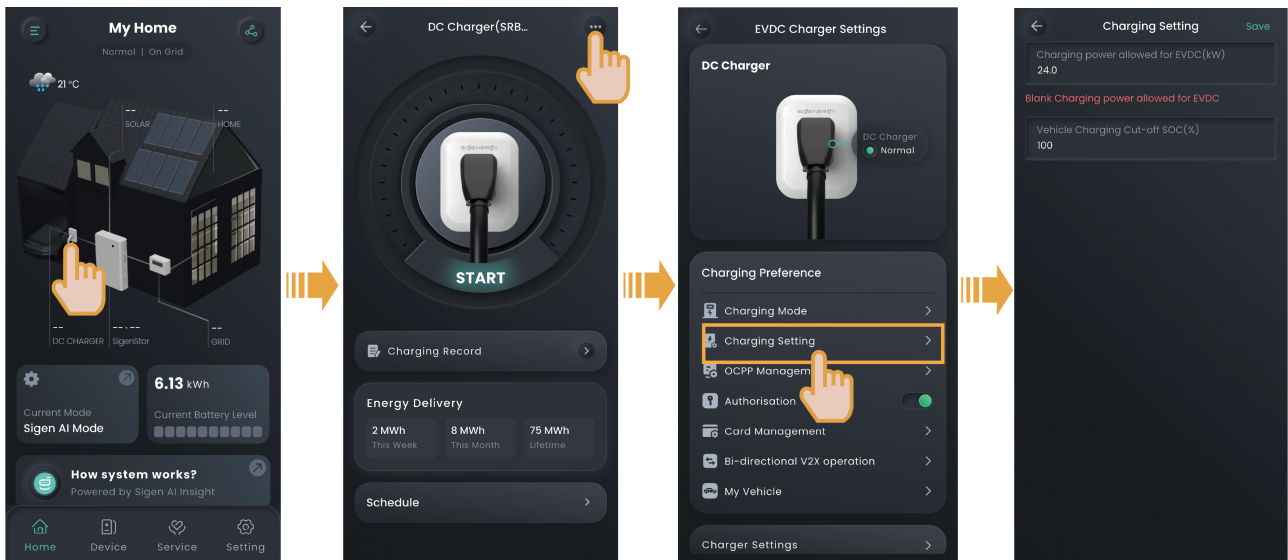 My Home
Normal | On Grid
21 °C
--
SOLAR
--
HOME
--
DC CHARGER
--.--
SigenStor
--
GRID
Current Mode
Sigen AI Mode
6.13 kWh
Current Battery Level
How system works?
Powered by Sigen AI Insight
Home
Device
Service
Setting
DC Charger(SRB...
START
Charging Record
Energy Delivery
2 MWh
This Week
8 MWh
This Month
75 MWh
Lifetime
Schedule
EVDC Charger Settings
DC Charger
DC Charger
Normal
Charging Preference
Charging Mode
Charging Setting
OCPP Managem
Authorisation
Card Management
Bi-directional V2X operation
My Vehicle
Charger Settings
Charging Setting
Save
Charging power allowed for EVDC(kW)
24.0
Blank Charging power allowed for EVDC
Vehicle Charging Cut-off SOC(%)
100